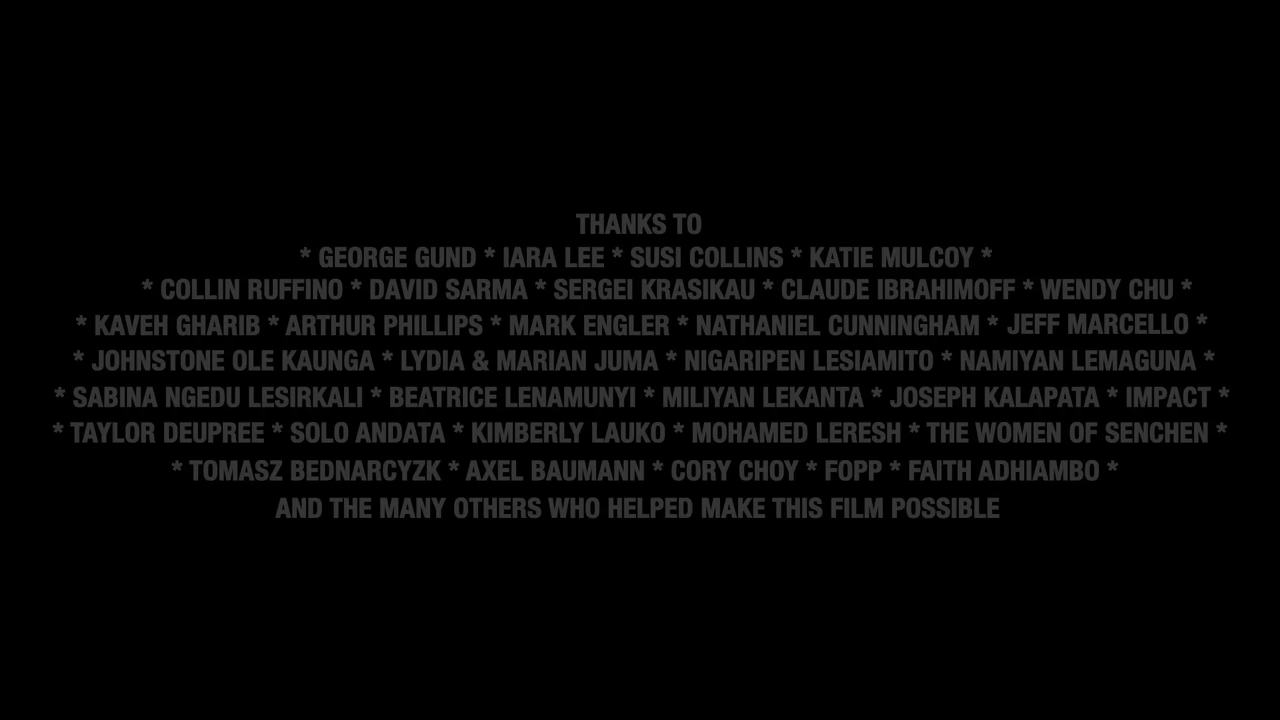 THANKS TO
* GEORGE GUND * IARA LEE * SUSI COLLINS * KATIE MULCOY *
* COLLIN RUFFINO * DAVID SARMA * SERGEI KRASIKAU * CLAUDE IBRAHIMOFF * WENDY CHU *
* KAVEH GHARIB * ARTHUR PHILLIPS * MARK ENGLER * NATHANIEL CUNNINGHAM * JEFF MARCELLO *
* JOHNSTONE OLE KAUNGA * LYDIA & MARIAN JUMA * NIGARIPEN LESIAMITO * NAMIYAN LEMAGUNA *
* SABINA NGEDU LESIRKALI * BEATRICE LENAMUNYI * MILIYAN LEKANTA * JOSEPH KALAPATA * IMPACT *
* TAYLOR DEUPREE * SOLO ANDATA * KIMBERLY LAUKO * MOHAMED LERESH * THE WOMEN OF SENCHEN *
* TOMASZ BEDNARCYZK * AXEL BAUMANN * CORY CHOY * FOPP * FAITH ADHIAMBO *
AND THE MANY OTHERS WHO HELPED MAKE THIS FILM POSSIBLE